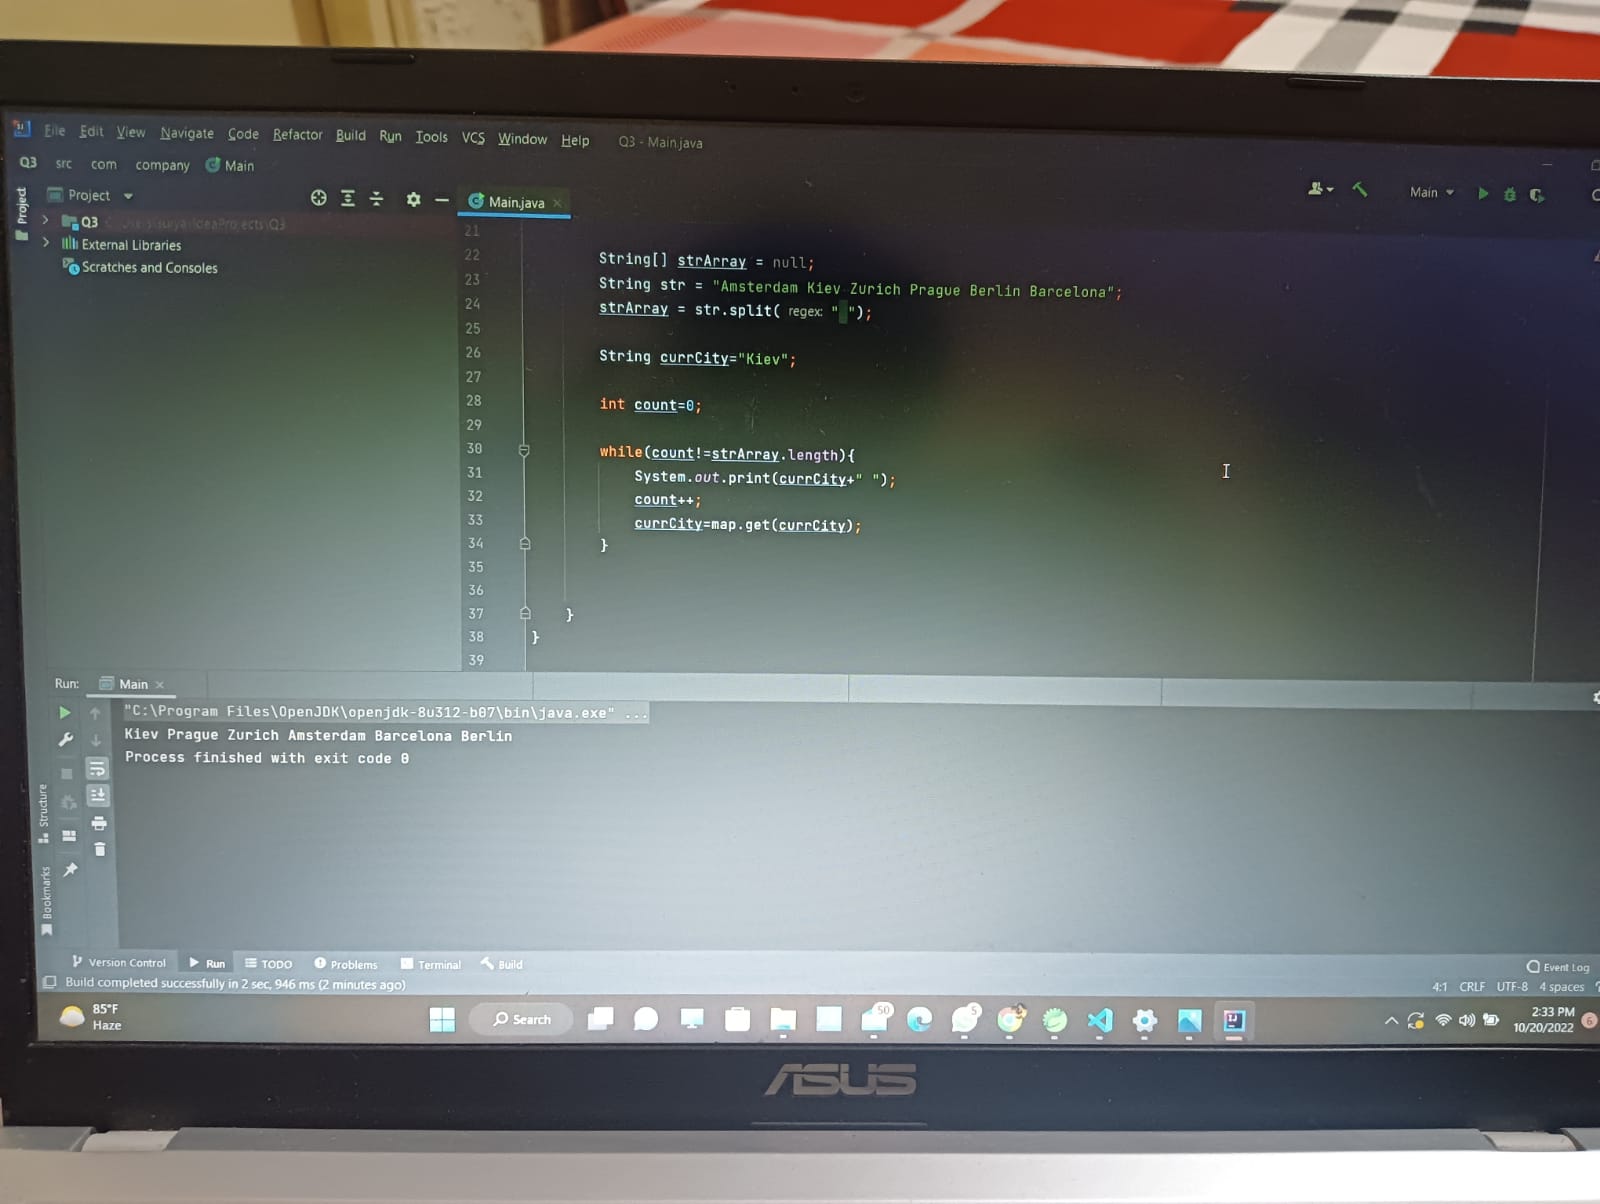 File Edit View Navigate Code Refactor Build Run Tools VCS Window Help Q3 - Main.java
Q3 src com company Main
Project Main
Project
Main.java
Q3 C:\Users\surya\IdeaProjects\Q3
External Libraries
Scratches and Consoles
21
22 String[] strArray = null;
23 String str = "Amsterdam Kiev Zurich Prague Berlin Barcelona";
24 strArray = str.split( regex: " ");
25
26 String currCity="Kiev";
27
28 int count=0;
29
30 while(count!=strArray.length){
31 System.out.print(currCity+" ");
32 count++;
33 currCity=map.get(currCity);
34 }
35
36
37 }
38 }
39
Run: Main
"C:\Program Files\OpenJDK\openjdk-8u312-b07\bin\java.exe" ...
Kiev Prague Zurich Amsterdam Barcelona Berlin
Process finished with exit code 0
Structure
Bookmarks
Version Control Run TODO Problems Terminal Build Event Log
Build completed successfully in 2 sec, 946 ms (2 minutes ago) 4:1 CRLF UTF-8 4 spaces
85°F
Haze
Search
50
5
2:33 PM
10/20/2022
6
ASUS